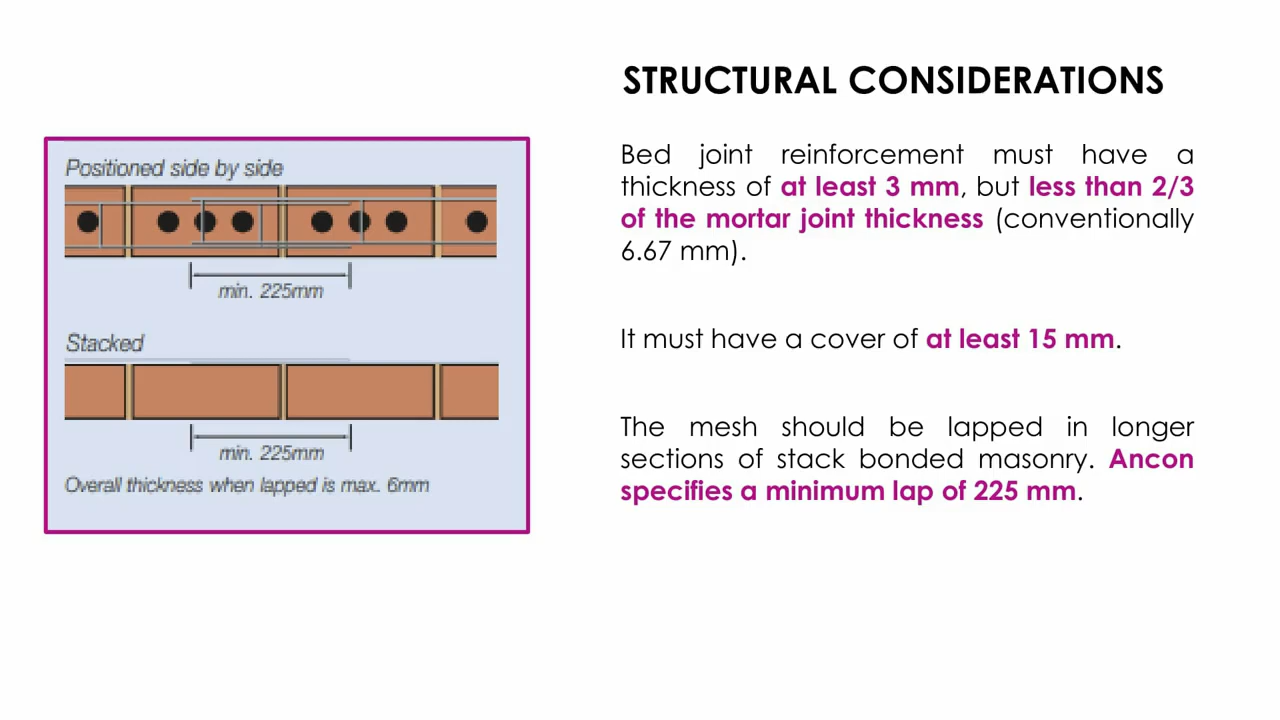 STRUCTURAL CONSIDERATIONS
Positioned side by side
min. 225mm
Stacked
min. 225mm
Overall thickness when lapped is max. 6mm
Bed joint reinforcement must have a
thickness of at least 3 mm, but less than 2/3
of the mortar joint thickness (conventionally
6.67 mm).
It must have a cover of at least 15 mm.
The mesh should be lapped in longer
sections of stack bonded masonry. Ancon
specifies a minimum lap of 225 mm.